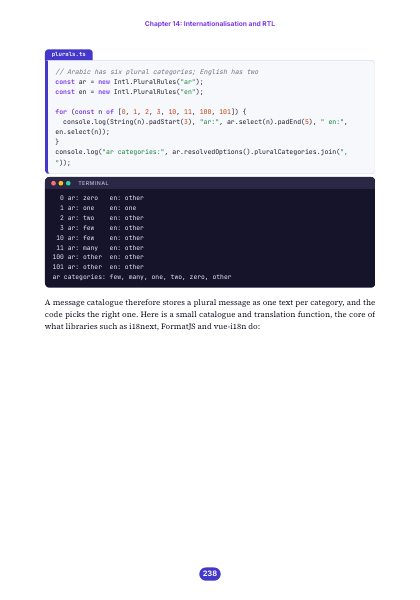 Chapter 14: Internationalisation and RTL
plurals.ts
// Arabic has six plural categories; English has two
const ar = new Intl.PluralRules("ar");
const en = new Intl.PluralRules("en");
for (const n of [0, 1, 2, 3, 10, 11, 100, 101]) {
  console.log(String(n).padStart(3), "ar:", ar.select(n).padEnd(5), " en:",
en.select(n));
}
console.log("ar categories:", ar.resolvedOptions().pluralCategories.join(",
"));
TERMINAL
  0 ar: zero   en: other
  1 ar: one    en: one
  2 ar: two    en: other
  3 ar: few    en: other
 10 ar: few    en: other
 11 ar: many   en: other
100 ar: other  en: other
101 ar: other  en: other
ar categories: few, many, one, two, zero, other
A message catalogue therefore stores a plural message as one text per category, and the
code picks the right one. Here is a small catalogue and translation function, the core of
what libraries such as i18next, FormatJS and vue-i18n do:
238